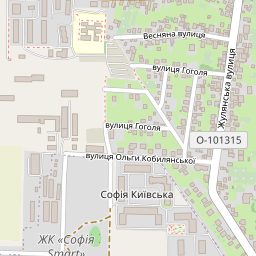 Весняна вулиця
вулиця Гоголя
Жулянська вулиця
вулиця Гоголя
О-101315
вулиця Ольги Кобилянської
Софія Київська
ЖК «Софія
Smart»